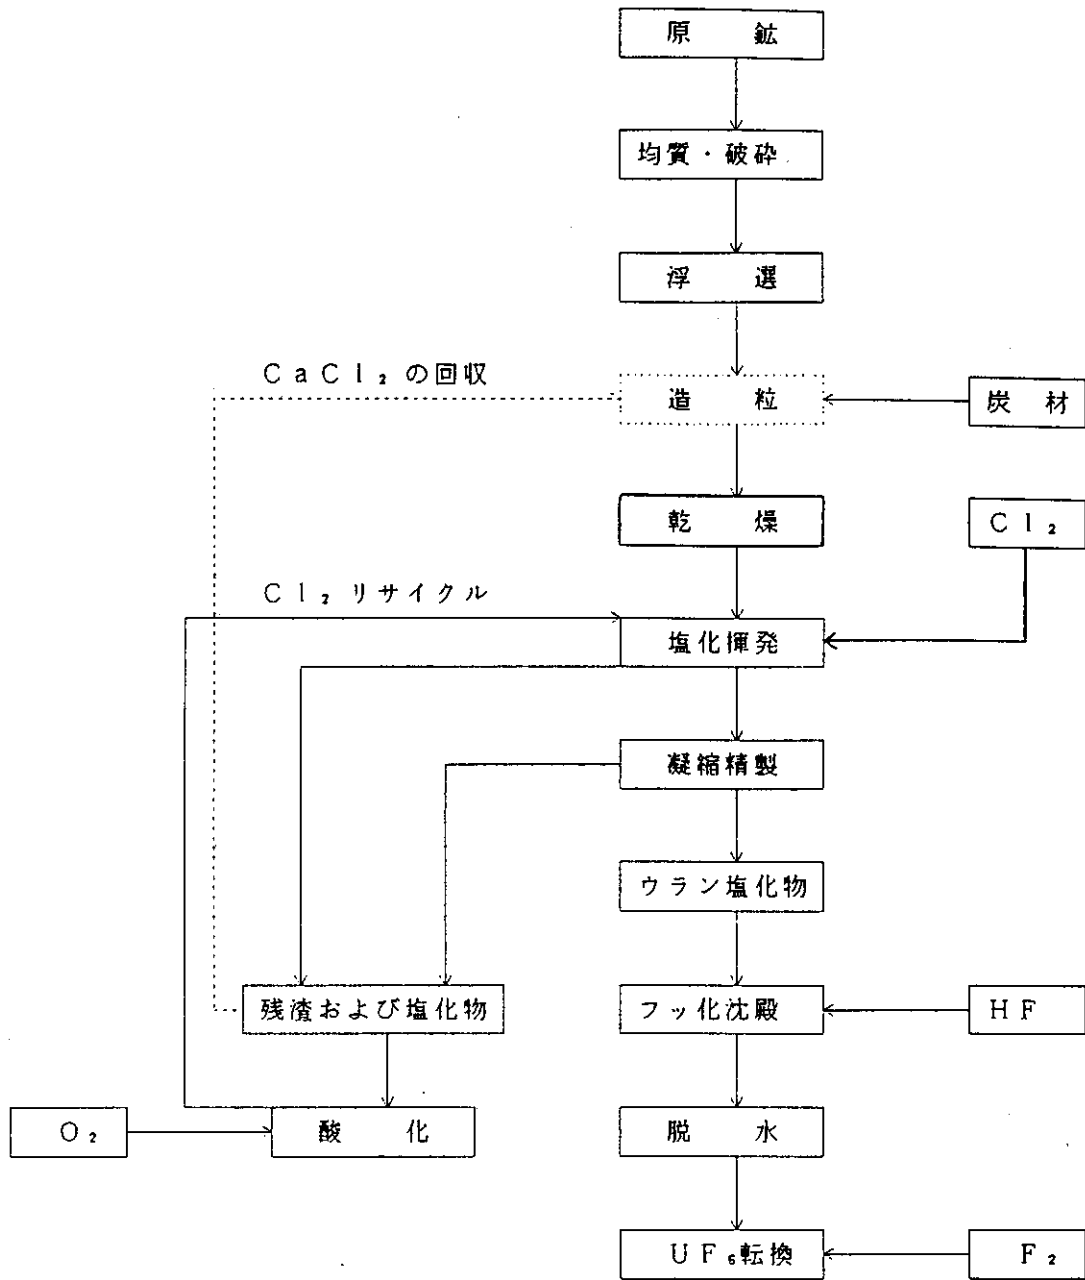 原　鉱
均質・破砕
浮　選
CaCl₂の回収
造　粒
炭　材
乾　燥
Cl₂
Cl₂リサイクル
塩化揮発
凝縮精製
ウラン塩化物
残渣および塩化物
フッ化沈殿
HF
O₂
酸　化
脱　水
UF₆転換
F₂